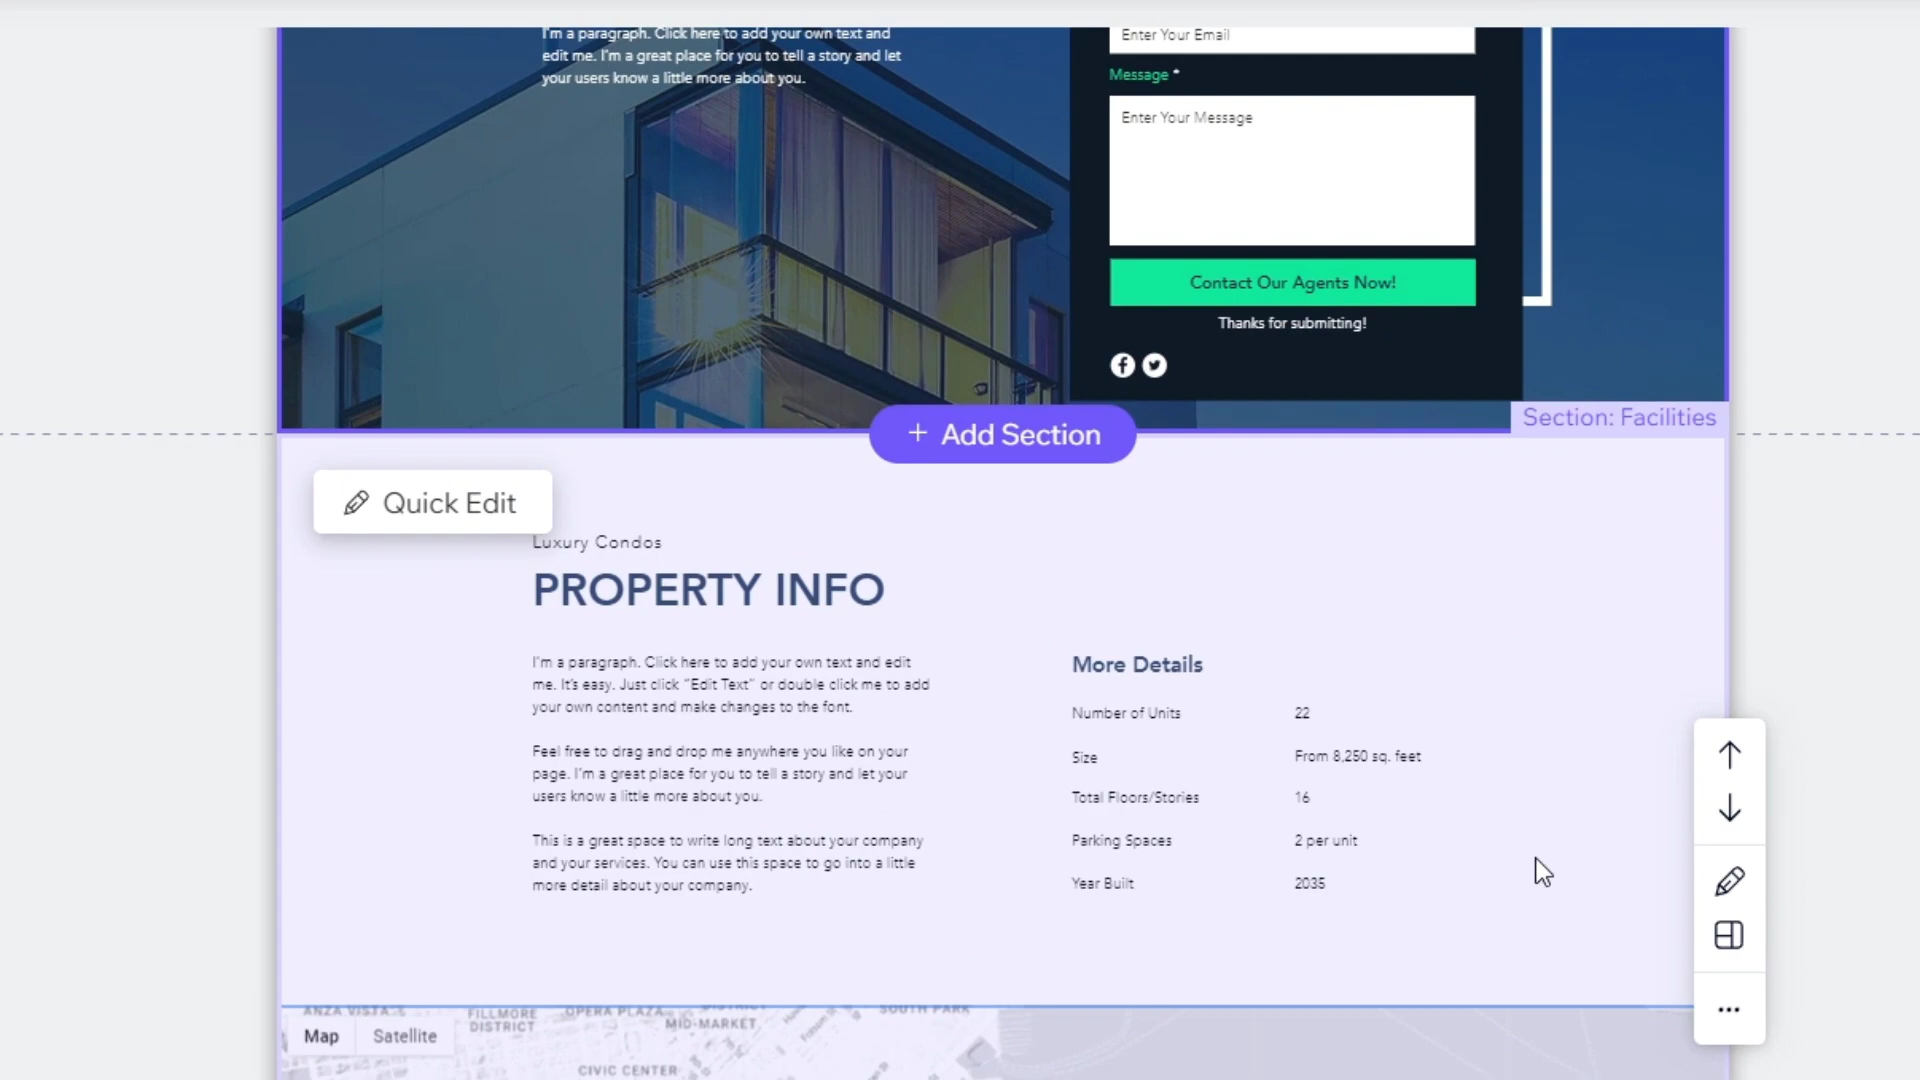 I'm a paragraph. Click here to add your own text and
edit me. I'm a great place for you to tell a story and let
your users know a little more about you.
Enter Your Email
Message *
Enter Your Message
Contact Our Agents Now!
Thanks for submitting!
+ Add Section
Section: Facilities
Quick Edit
Luxury Condos
PROPERTY INFO
I'm a paragraph. Click here to add your own text and edit
me. It's easy. Just click "Edit Text" or double click me to add
your own content and make changes to the font.
Feel free to drag and drop me anywhere you like on your
page. I'm a great place for you to tell a story and let your
users know a little more about you.
This is a great space to write long text about your company
and your services. You can use this space to go into a little
more detail about your company.
More Details
Number of Units 22
Size From 8,250 sq. feet
Total Floors/Stories 16
Parking Spaces 2 per unit
Year Built 2035
ANZA VISTA
FILLMORE
DISTRICT
OPERA PLAZA
DISTRICT
MID-MARKET
SOUTH PARK
Map Satellite
CIVIC CENTER